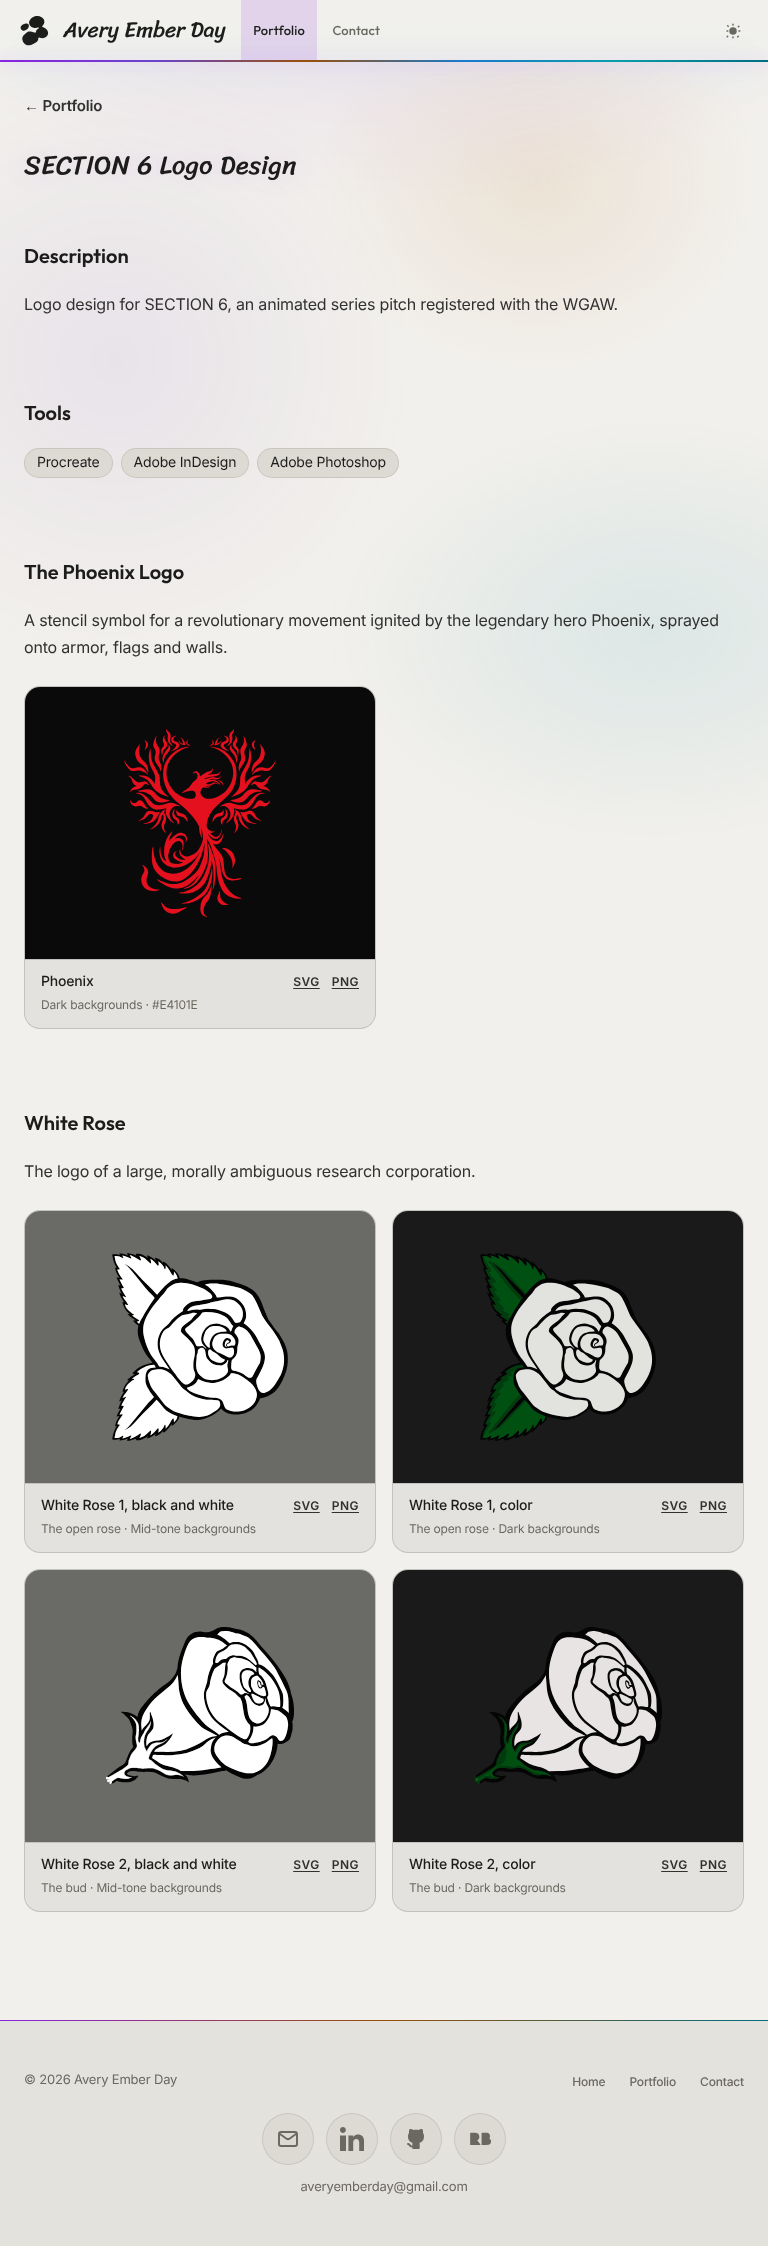 Avery Ember Day
Portfolio
Contact
← Portfolio
SECTION 6 Logo Design
Description
Logo design for SECTION 6, an animated series pitch registered with the WGAW.
Tools
Procreate
Adobe InDesign
Adobe Photoshop
The Phoenix Logo
A stencil symbol for a revolutionary movement ignited by the legendary hero Phoenix, sprayed
onto armor, flags and walls.
Phoenix
SVG PNG
Dark backgrounds · #E4101E
White Rose
The logo of a large, morally ambiguous research corporation.
White Rose 1, black and white
SVG PNG
The open rose · Mid-tone backgrounds
White Rose 1, color
SVG PNG
The open rose · Dark backgrounds
White Rose 2, black and white
SVG PNG
The bud · Mid-tone backgrounds
White Rose 2, color
SVG PNG
The bud · Dark backgrounds
© 2026 Avery Ember Day
Home
Portfolio
Contact
in
RB
averyemberday@gmail.com